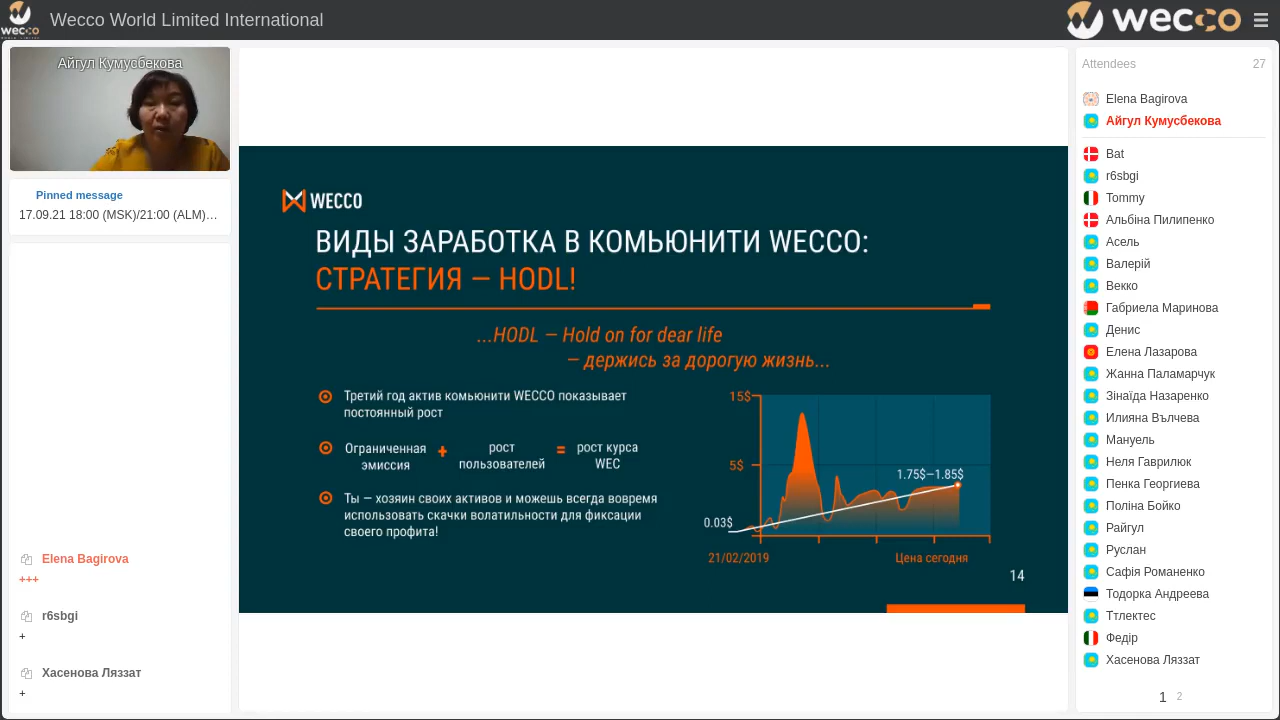 Wecco World Limited International
wecco
wecco
Айгул Кумусбекова
Pinned message
17.09.21 18:00 (MSK)/21:00 (ALM)…
Elena Bagirova
+++
r6sbgi
+
Хасенова Ляззат
+
WECCO
ВИДЫ ЗАРАБОТКА В КОМЬЮНИТИ WECCO:
СТРАТЕГИЯ – HODL!
...HODL – Hold on for dear life
– держись за дорогую жизнь...
Третий год актив комьюнити WECCO показывает
постоянный рост
Ограниченная
эмиссия
+
рост
пользователей
=
рост курса
WEC
Ты – хозяин своих активов и можешь всегда вовремя
использовать скачки волатильности для фиксации
своего профита!
15$
5$
1.75$–1.85$
0.03$
21/02/2019
Цена сегодня
14
Attendees 27
Elena Bagirova
Айгул Кумусбекова
Bat
r6sbgi
Tommy
Альбіна Пилипенко
Асель
Валерій
Векко
Габриела Маринова
Денис
Елена Лазарова
Жанна Паламарчук
Зінаїда Назаренко
Илияна Вълчева
Мануель
Неля Гаврилюк
Пенка Георгиева
Поліна Бойко
Райгул
Руслан
Сафія Романенко
Тодорка Андреева
Ттлектес
Федір
Хасенова Ляззат
1 2